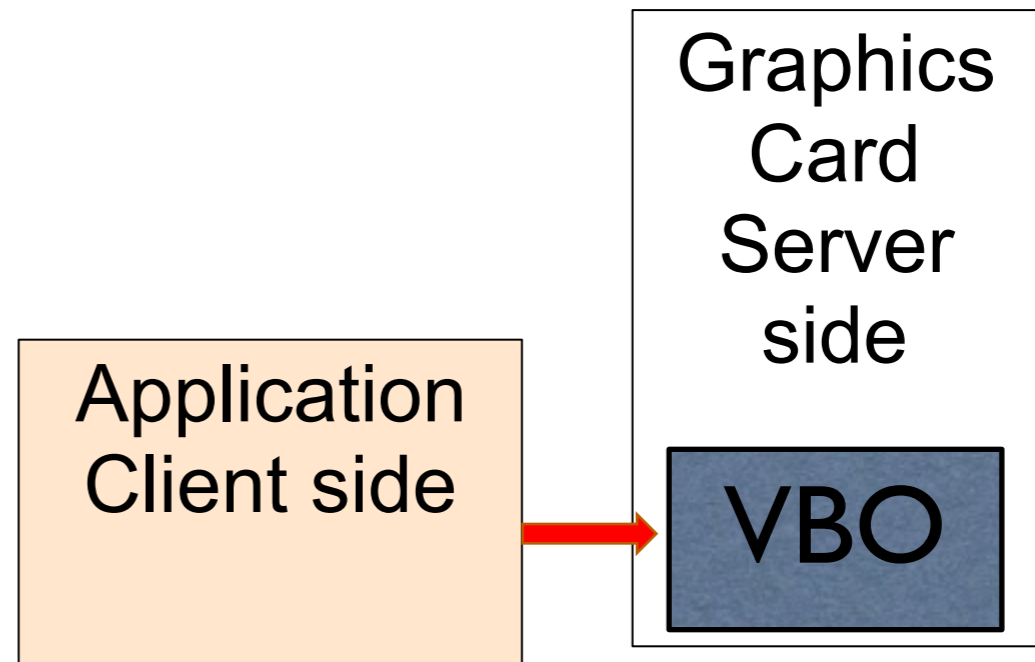 Graphics
Card
Server
side
Application
Client side
VBO